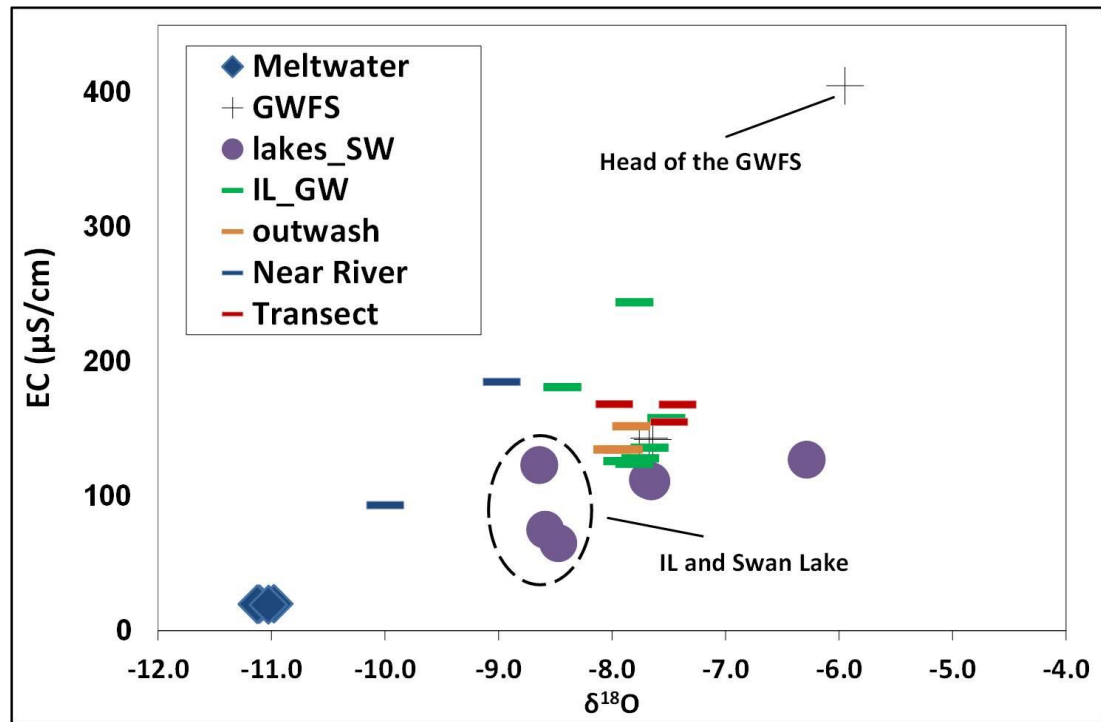 Meltwater
GWFS
lakes_SW
IL_GW
outwash
Near River
Transect
Head of the GWFS
IL and Swan Lake
EC (µS/cm)
400
300
200
100
0
-12.0 -11.0 -10.0 -9.0 -8.0 -7.0 -6.0 -5.0 -4.0
δ¹⁸O